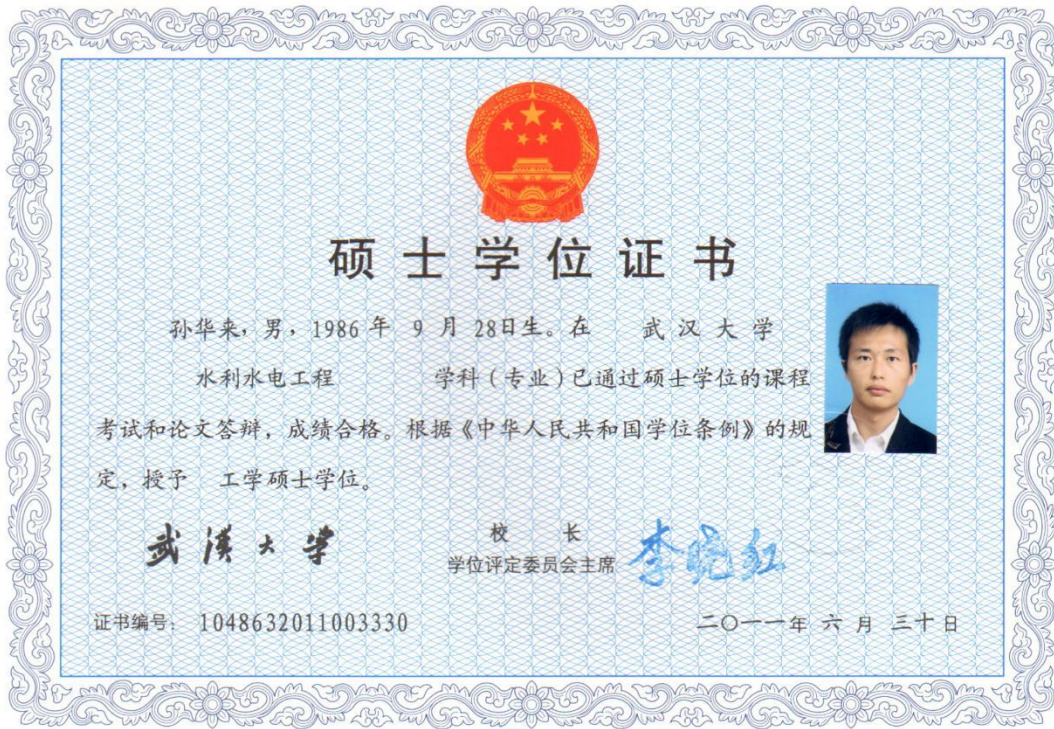 硕士学位证书
孙华来，男，1986年 9月 28日生。在 武汉大学
水利水电工程 学科（专业）已通过硕士学位的课程
考试和论文答辩，成绩合格。根据《中华人民共和国学位条例》的规
定，授予 工学硕士学位。
武漢大学
校 长
学位评定委员会主席
李晓红
证书编号：1048632011003330
二〇一一年 六 月 三十 日